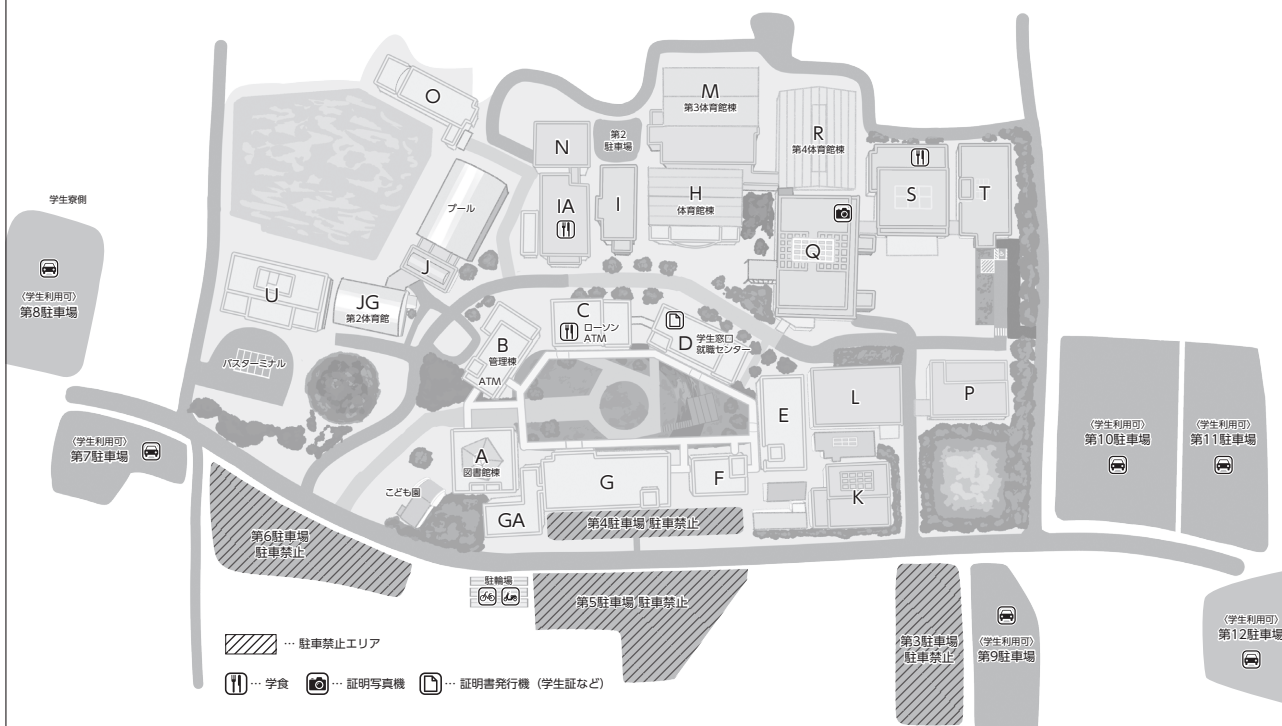 O
M
第3体育館棟
第2
駐車場
N
R
第4体育館棟
S
T
学生寮側
プール
IA
I
H
体育館棟
Q
J
〈学生利用可〉
第8駐車場
U
JG
第2体育館
C
ローソン
ATM
D
学生窓口
就職センター
B
管理棟
ATM
バスターミナル
E
L
P
〈学生利用可〉
第7駐車場
〈学生利用可〉
第10駐車場
〈学生利用可〉
第11駐車場
A
図書館棟
G
F
K
こども園
GA
第4駐車場 駐車禁止
第6駐車場
駐車禁止
駐輪場
第5駐車場 駐車禁止
第3駐車場
駐車禁止
〈学生利用可〉
第9駐車場
〈学生利用可〉
第12駐車場
… 駐車禁止エリア
… 学食
… 証明写真機
… 証明書発行機（学生証など）